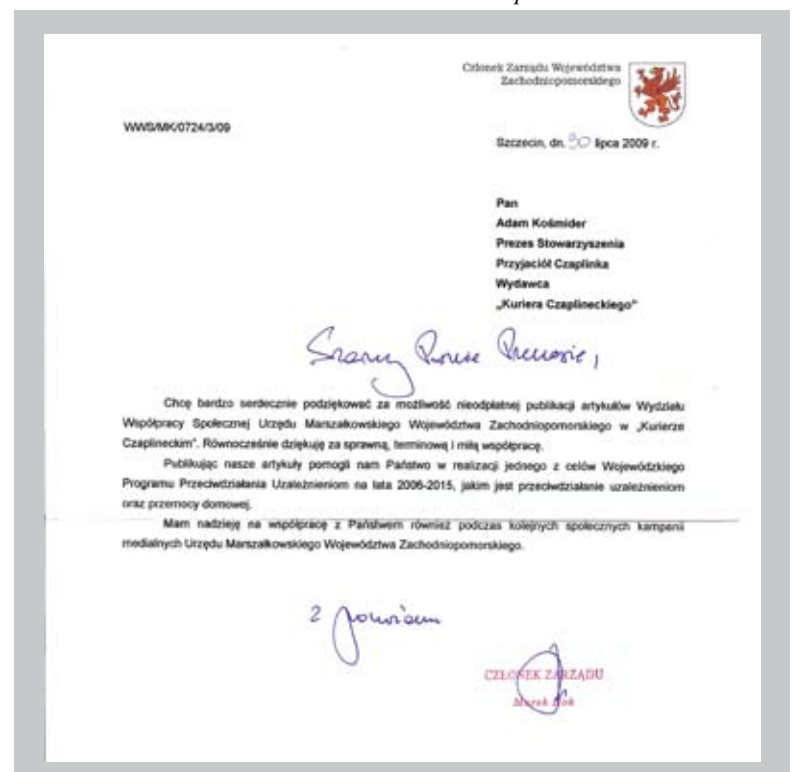 Członek Zarządu Województwa
Zachodniopomorskiego
WWS/MK/0724/3/09
Szczecin, dn. 30 lipca 2009 r.
Pan
Adam Kośmider
Prezes Stowarzyszenia
Przyjaciół Czaplinka
Wydawca
„Kuriera Czaplineckiego"
Szanowny Panie Prezesie,
Chcę bardzo serdecznie podziękować za możliwość nieodpłatnej publikacji artykułów Wydziału
Współpracy Społecznej Urzędu Marszałkowskiego Województwa Zachodniopomorskiego w „Kurierze
Czaplineckim". Równocześnie dziękuję za sprawną, terminową i miłą współpracę.
Publikując nasze artykuły pomogli nam Państwo w realizacji jednego z celów Wojewódzkiego
Programu Przeciwdziałania Uzależnieniom na lata 2006-2015, jakim jest przeciwdziałanie uzależnieniom
oraz przemocy domowej.
Mam nadzieję na współpracę z Państwem również podczas kolejnych społecznych kampanii
medialnych Urzędu Marszałkowskiego Województwa Zachodniopomorskiego.
Z poważaniem
CZŁONEK ZARZĄDU
Marek Hok